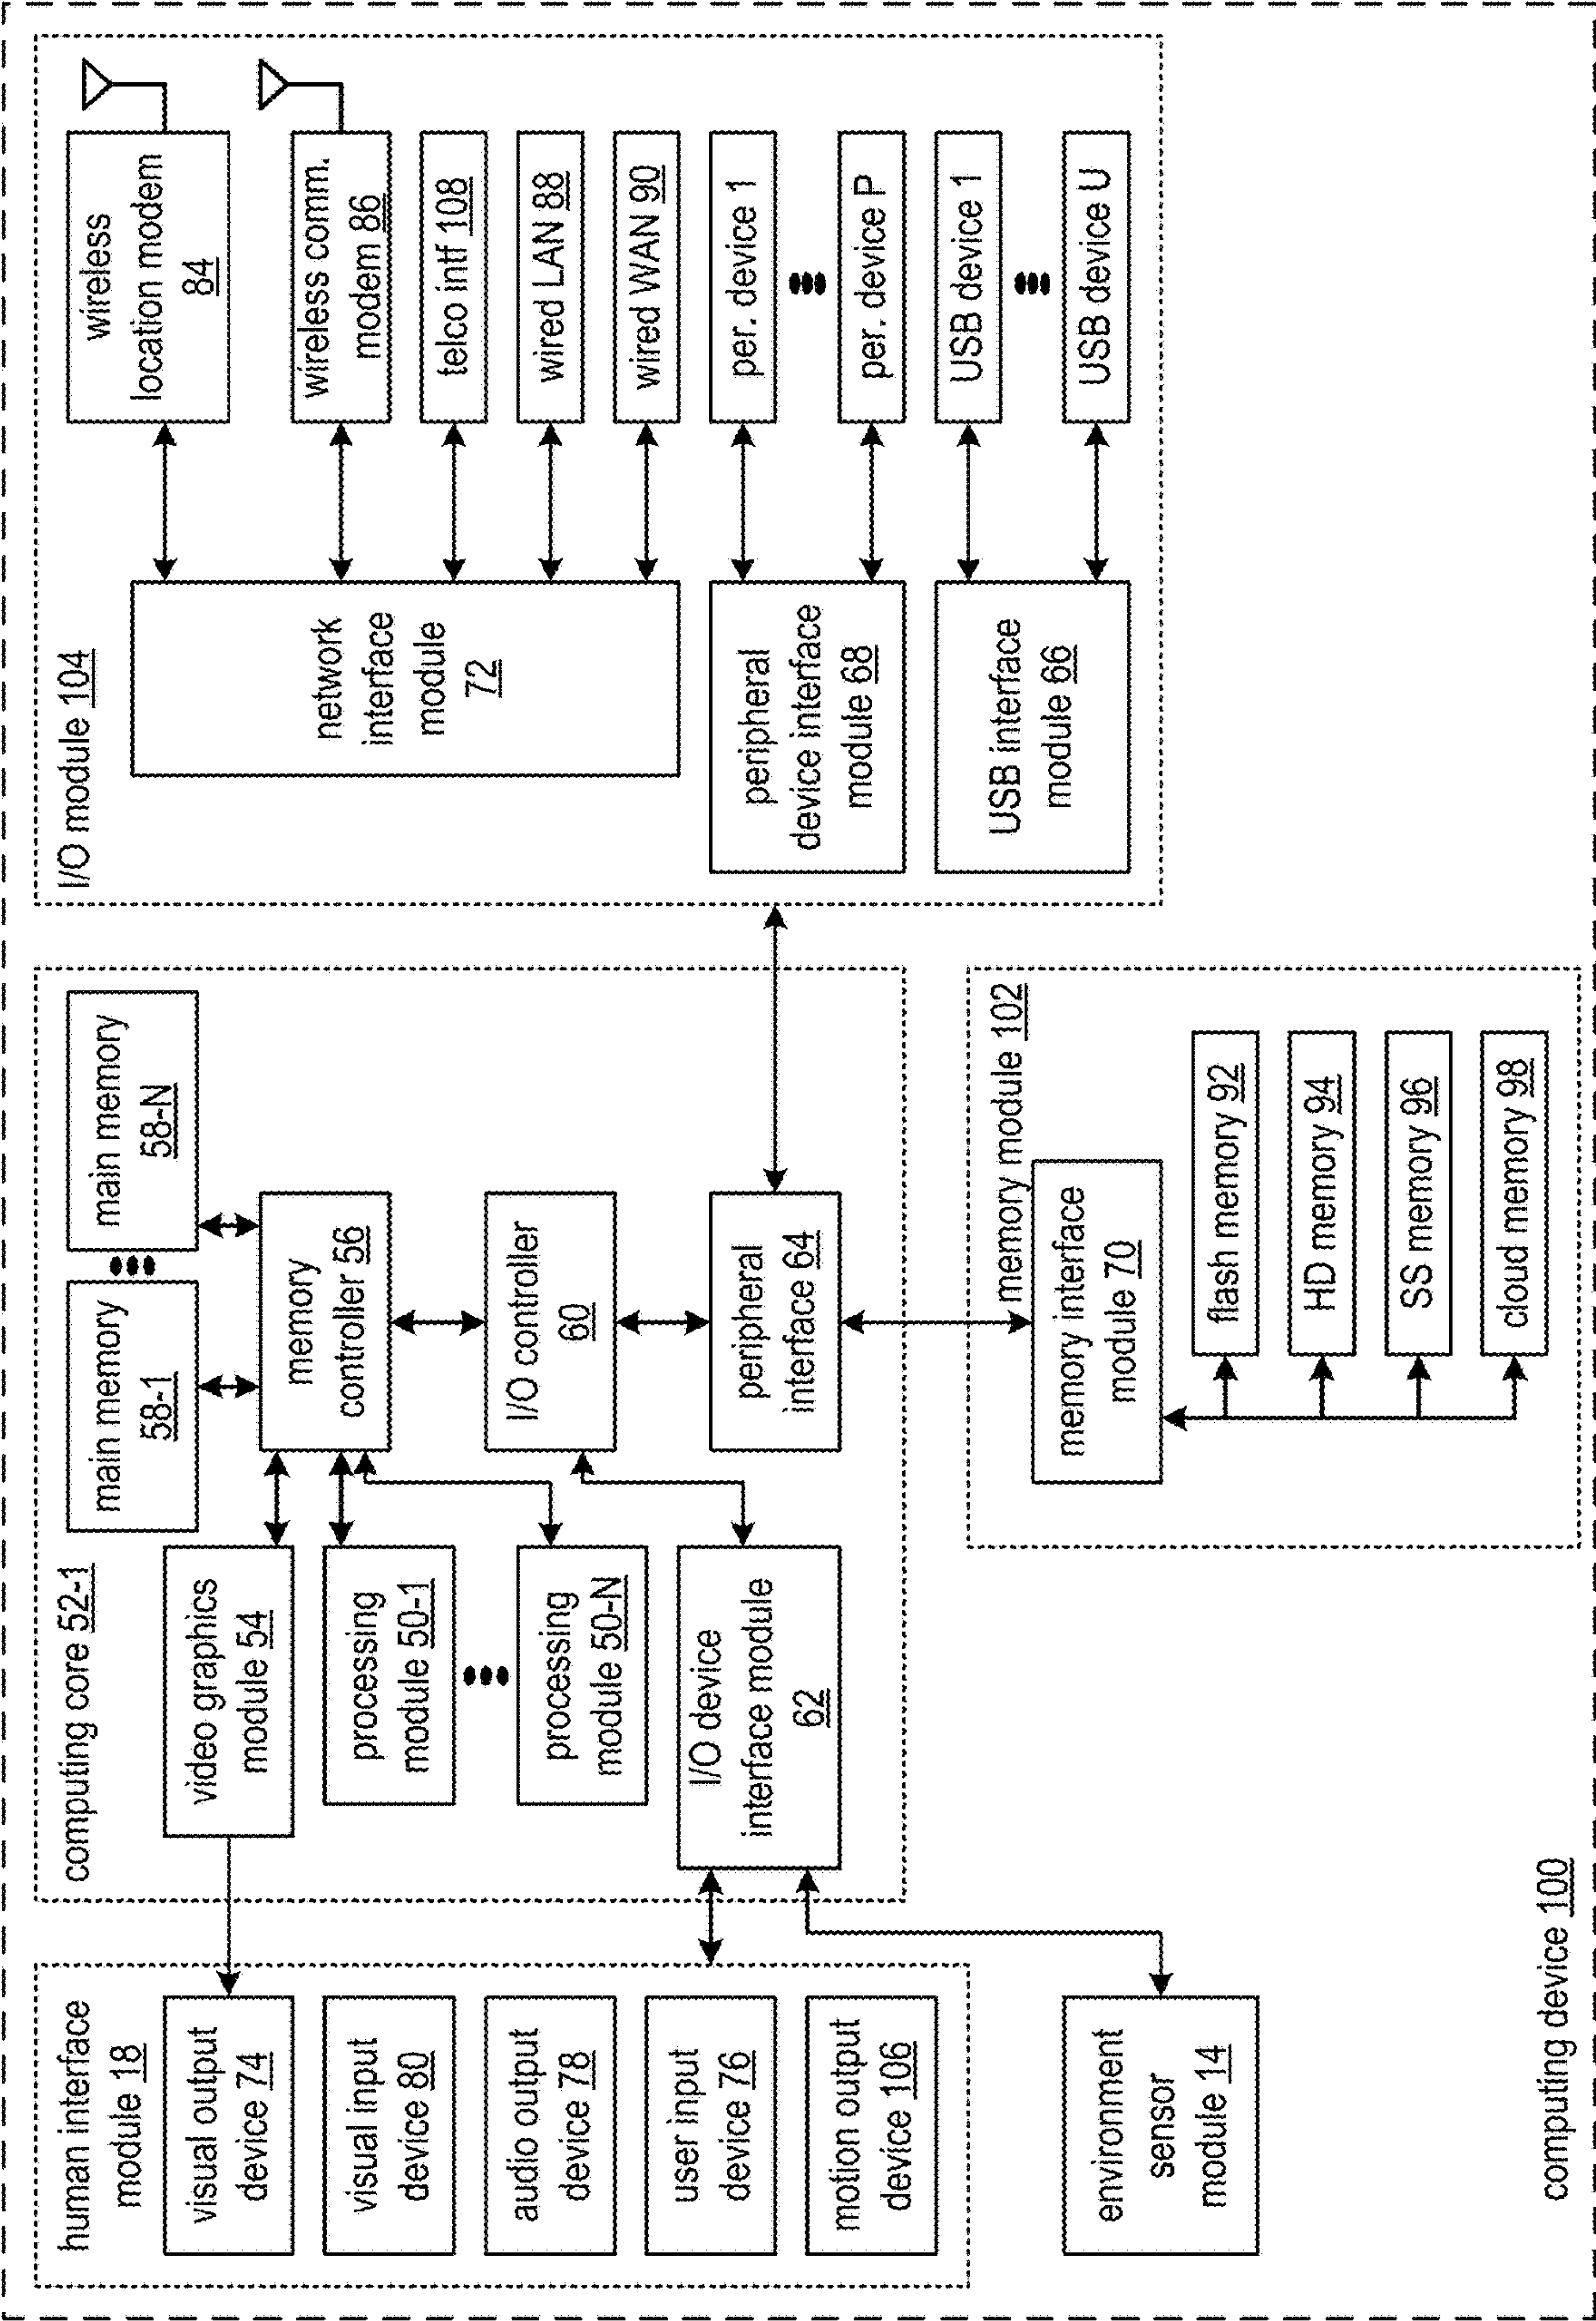 human interface
module 18
visual output
device 74
visual input
device 80
audio output
device 78
user input
device 76
motion output
device 106
environment
sensor
module 14
computing core 52-1
video graphics
module 54
processing
module 50-1
processing
module 50-N
I/O device
interface module
62
main memory
58-1
main memory
58-N
memory
controller 56
I/O controller
60
peripheral
interface 64
memory module 102
memory interface
module 70
flash memory 92
HD memory 94
SS memory 96
cloud memory 98
I/O module 104
network
interface
module
72
peripheral
device interface
module 68
USB interface
module 66
wireless
location modem
84
wireless comm.
modem 86
telco intf 108
wired LAN 88
wired WAN 90
per. device 1
per. device P
USB device 1
USB device U
computing device 100